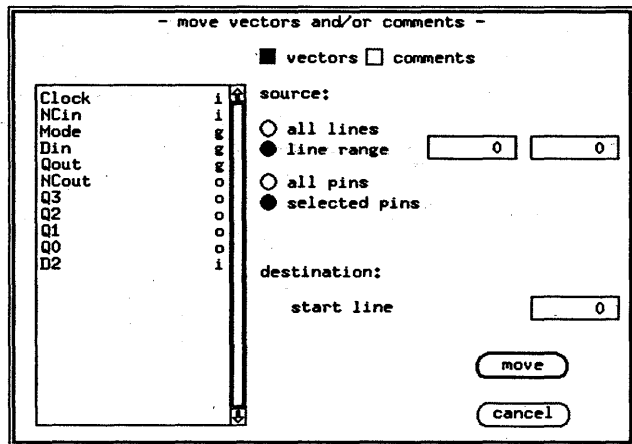 - move vectors and/or comments -
vectors comments
Clock i
NCin i
Mode g
Din g
Qout g
NCout o
Q3 o
Q2 o
Q1 o
Q0 o
D2 i
source:
all lines
line range 0 0
all pins
selected pins
destination:
start line 0
move
cancel